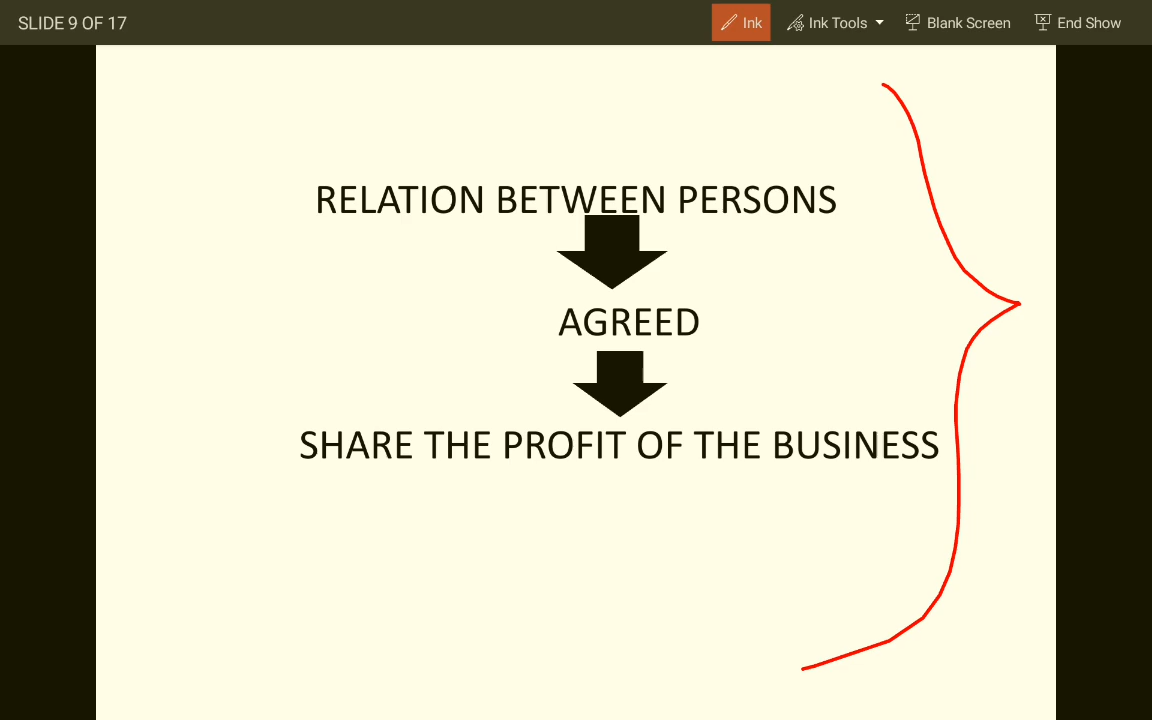 SLIDE 9 OF 17
Ink
Ink Tools
Blank Screen
End Show
RELATION BETWEEN PERSONS
AGREED
SHARE THE PROFIT OF THE BUSINESS